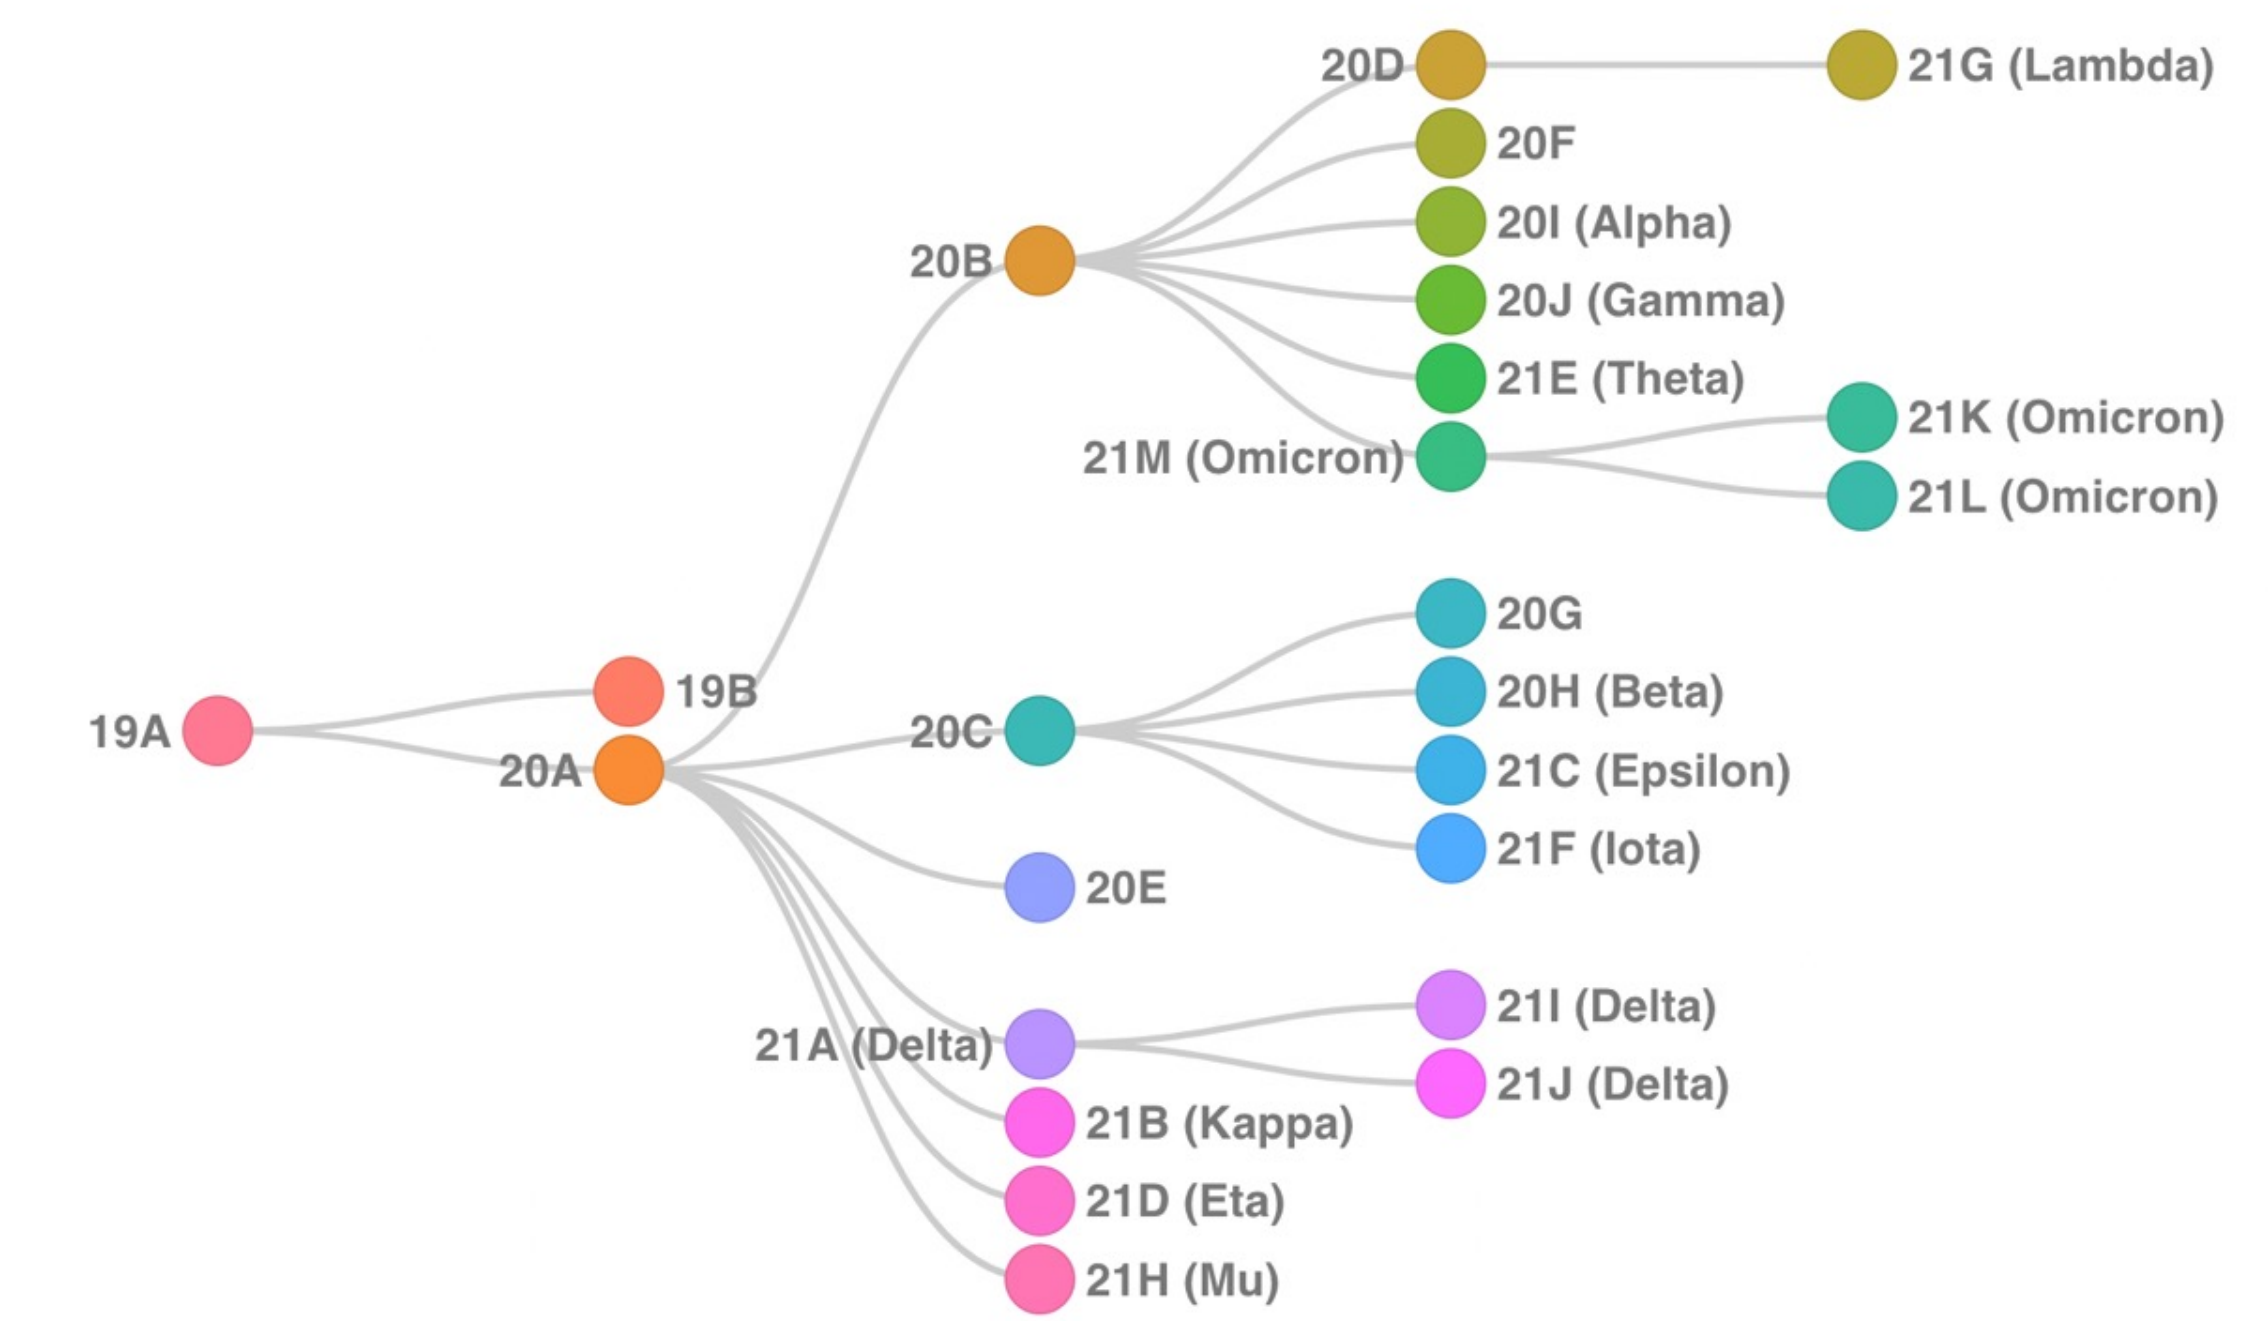 20D
21G (Lambda)
20F
20I (Alpha)
20B
20J (Gamma)
21E (Theta)
21K (Omicron)
21M (Omicron)
21L (Omicron)
20G
19B
20H (Beta)
19A
20C
20A
21C (Epsilon)
21F (Iota)
20E
21I (Delta)
21A (Delta)
21J (Delta)
21B (Kappa)
21D (Eta)
21H (Mu)